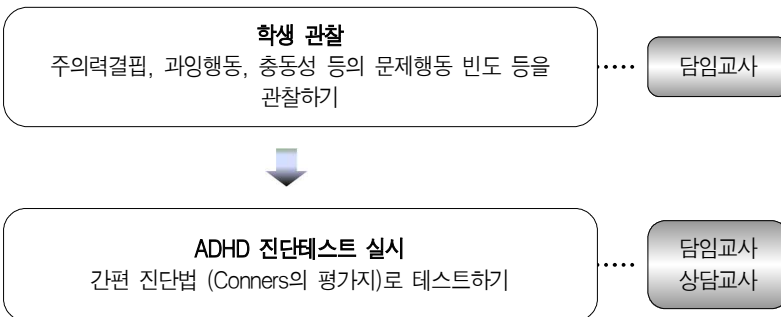 학생 관찰
주의력결핍, 과잉행동, 충동성 등의 문제행동 빈도 등을
관찰하기
담임교사
ADHD 진단테스트 실시
간편 진단법 (Conners의 평가지)로 테스트하기
담임교사
상담교사